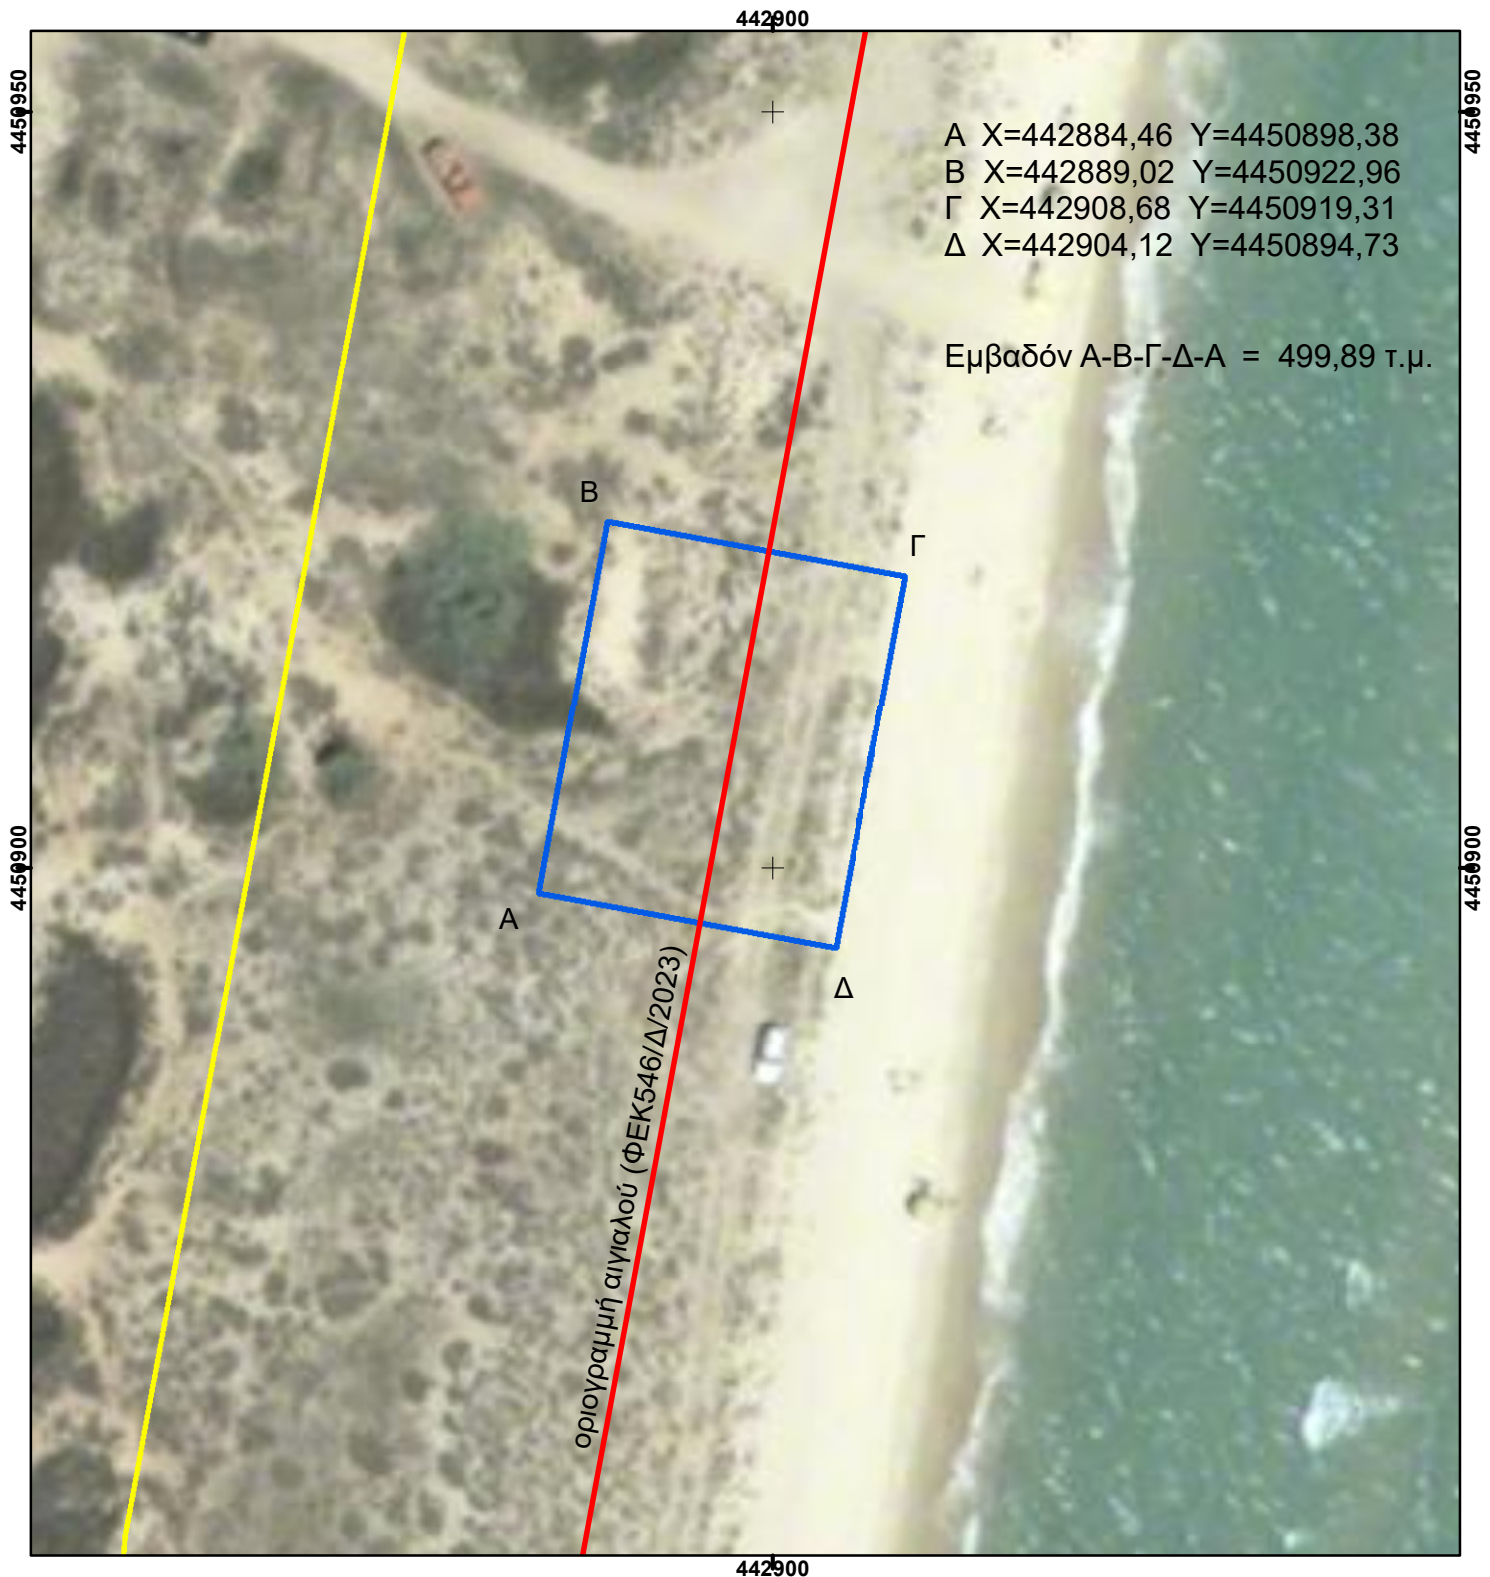 442900
4450950
4450950
Α Χ=442884,46 Υ=4450898,38
Β Χ=442889,02 Υ=4450922,96
Γ Χ=442908,68 Υ=4450919,31
Δ Χ=442904,12 Υ=4450894,73
Εμβαδόν Α-Β-Γ-Δ-Α = 499,89 τ.μ.
Β
Γ
4450900
4450900
Α
Δ
οριογραμμή αιγιαλού (ΦΕΚ546/Δ/2023)
442900